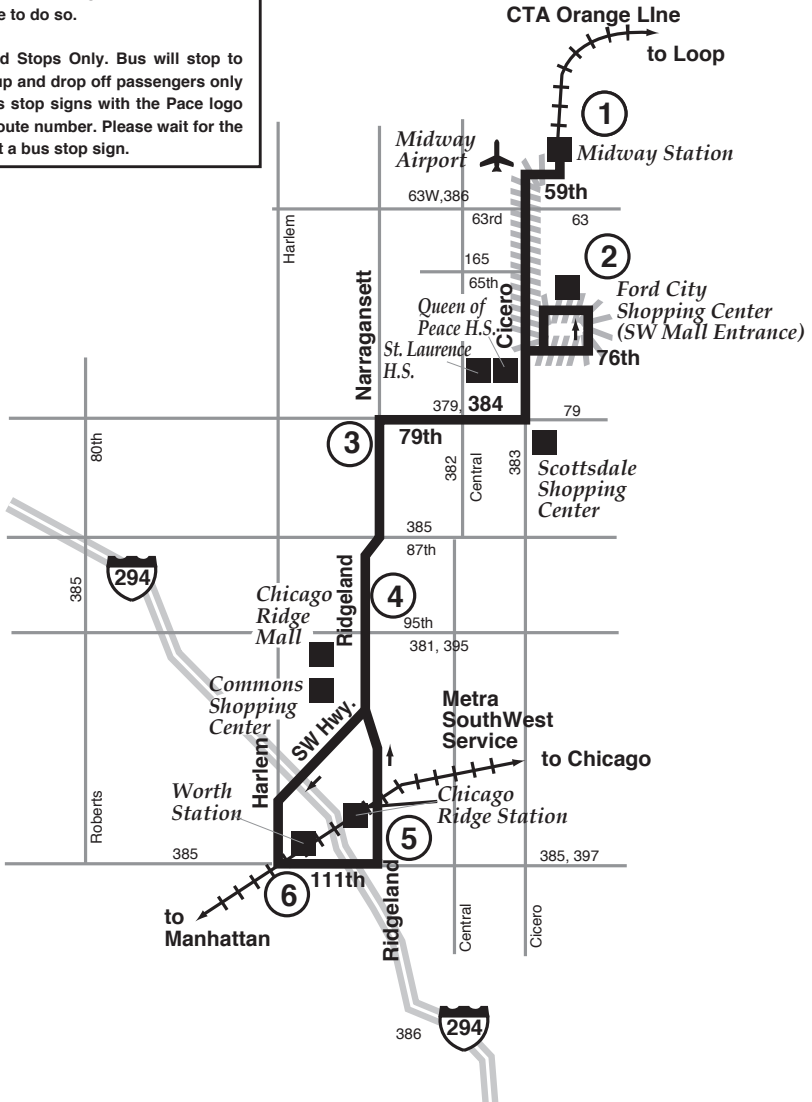 e to do so.
d Stops Only. Bus will stop to
up and drop off passengers only
s stop signs with the Pace logo
oute number. Please wait for the
t a bus stop sign.
CTA Orange LIne
to Loop
1
Midway
Airport
Midway Station
59th
63W,386
63rd
63
Harlem
165
65th
2
Ford City
Shopping Center
(SW Mall Entrance)
76th
Narragansett
Cicero
Queen of
Peace H.S.
St. Laurence
H.S.
379, 384
79
3
79th
80th
382
Central
383
Scottsdale
Shopping
Center
385
87th
294
385
Chicago
Ridge
Mall
Ridgeland
4
95th
381, 395
Commons
Shopping
Center
SW Hwy.
Metra
SouthWest
Service
to Chicago
Harlem
Worth
Station
Chicago
Ridge Station
Roberts
5
385
385, 397
6
111th
Ridgeland
to
Manhattan
Central
Cicero
386
294